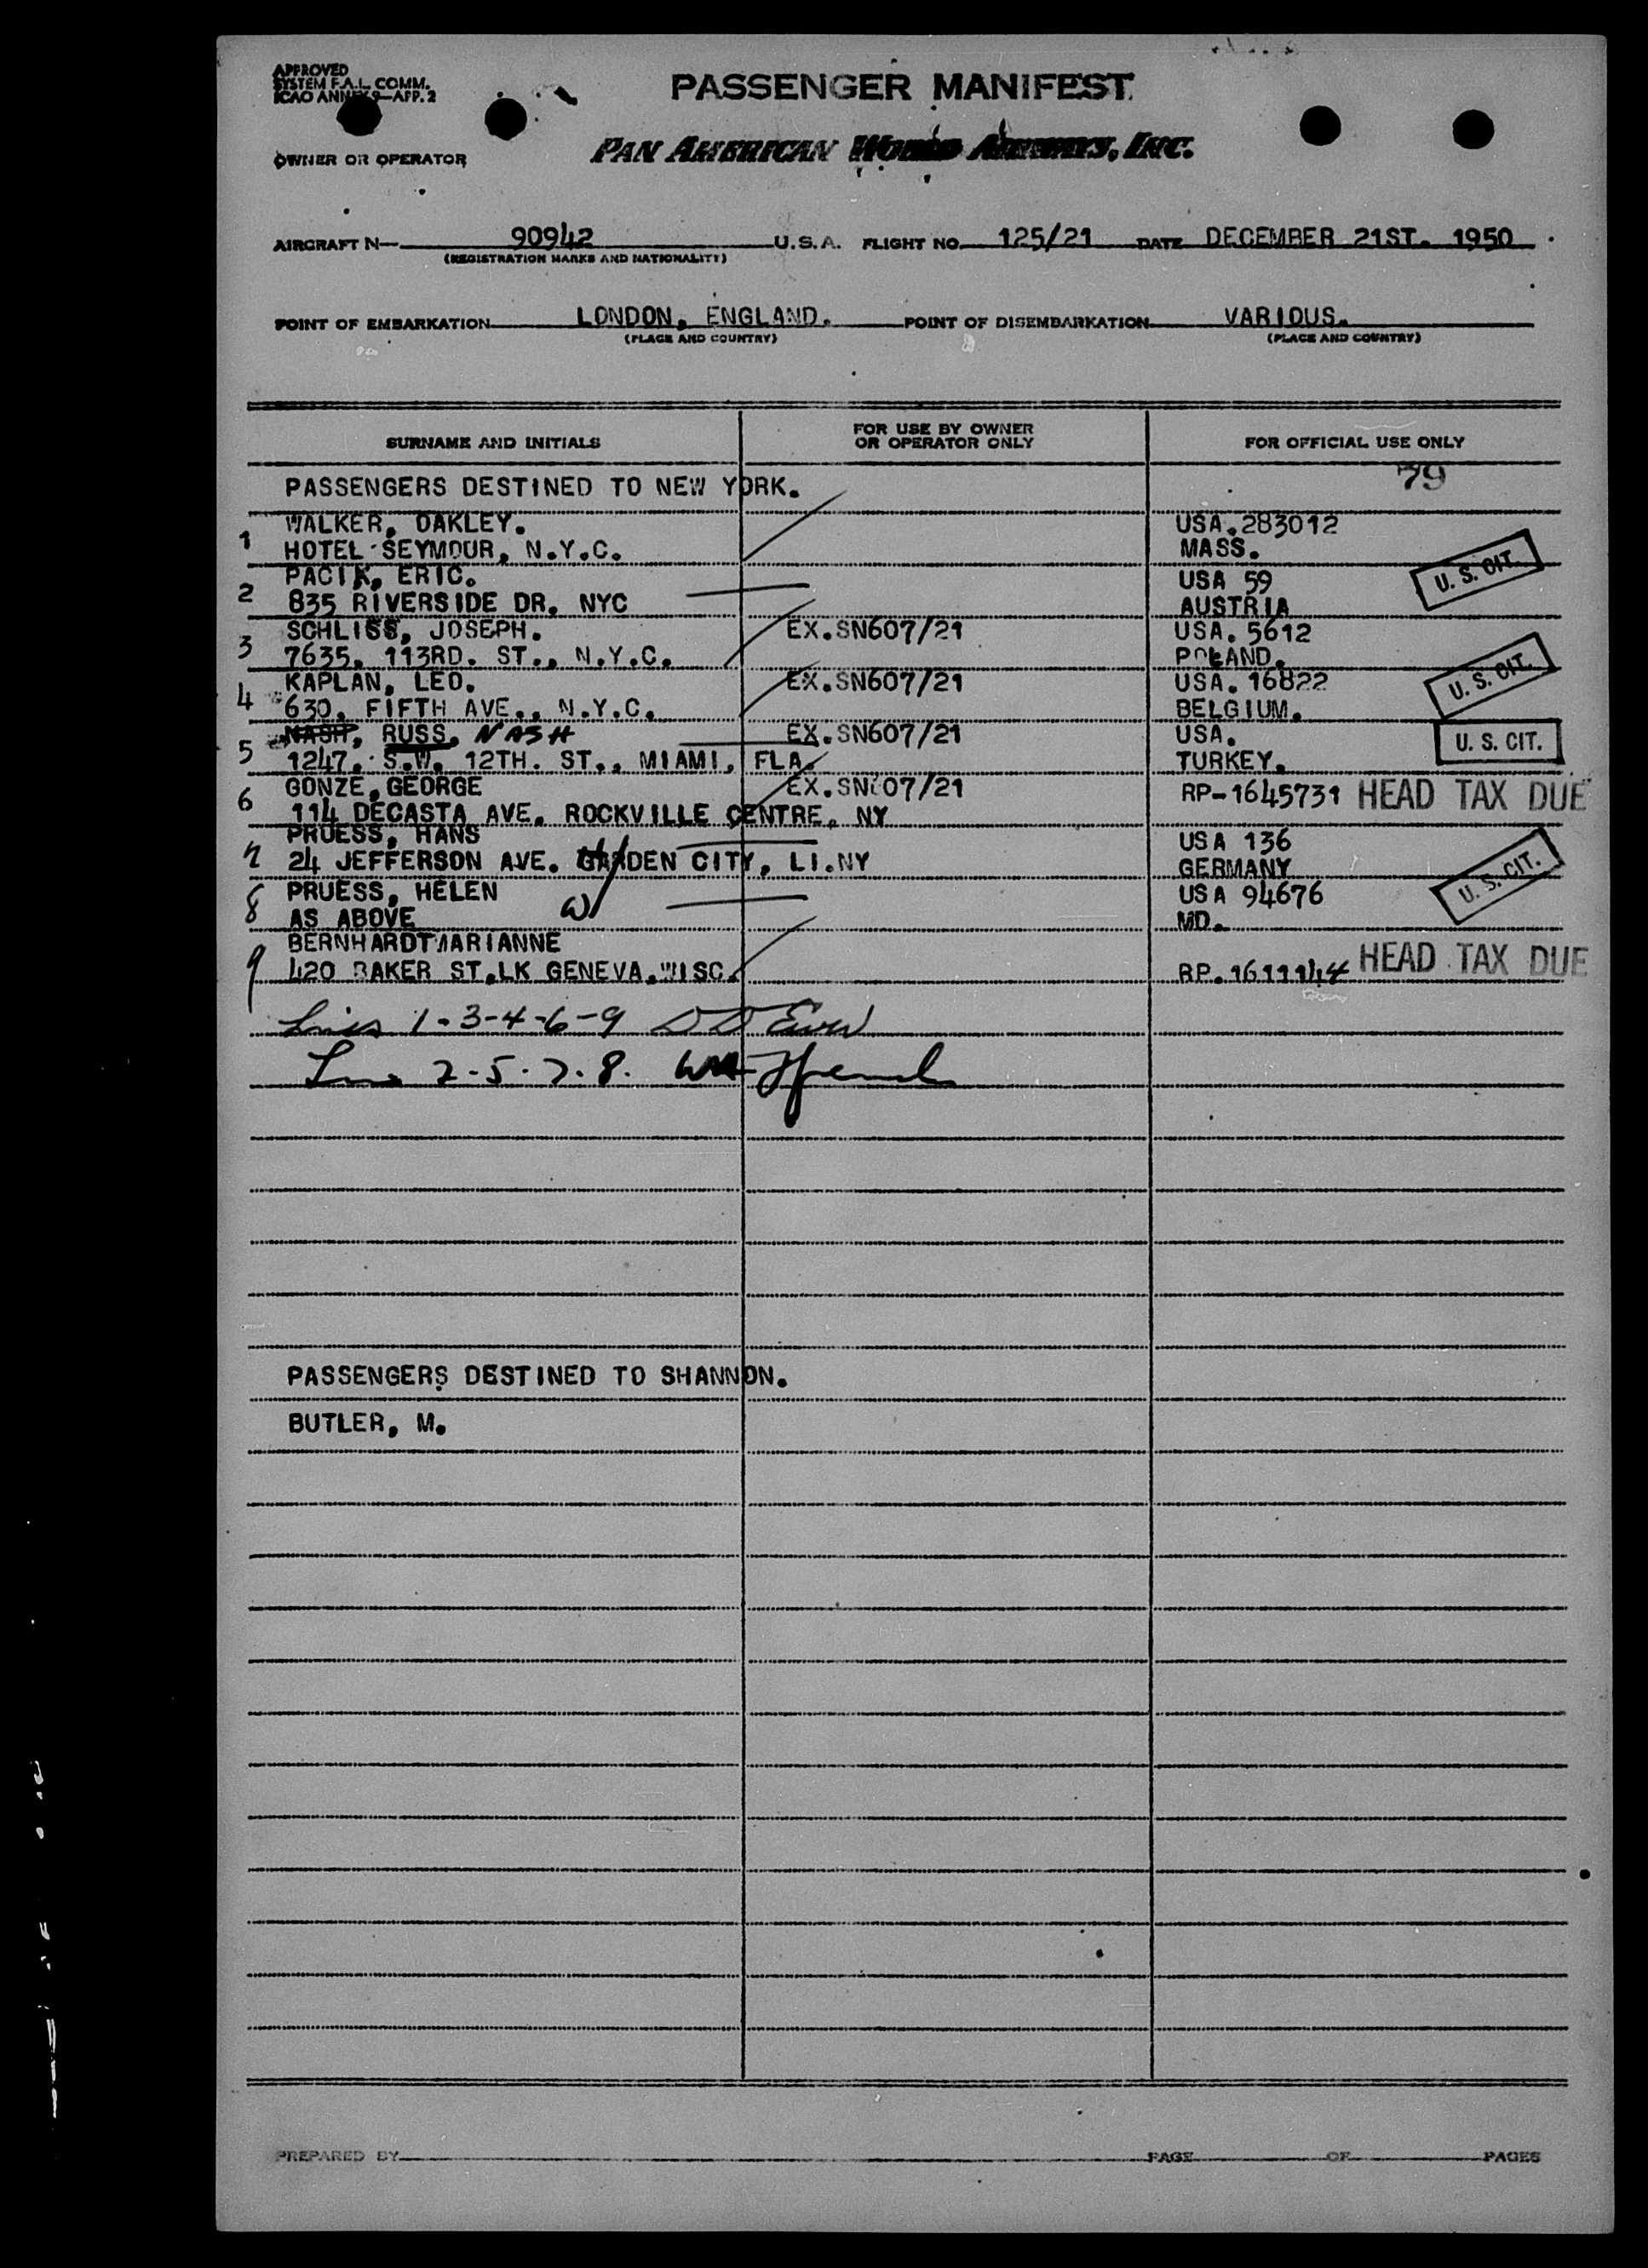 APPROVED
SYSTEM F.A.L. COMM.
ICAO ANNEX 9—APP. 2
PASSENGER MANIFEST
OWNER OR OPERATOR PAN AMERICAN WORLD AIRWAYS, INC.
AIRCRAFT N— 90942 U.S.A. FLIGHT NO. 125/21 DATE DECEMBER 21ST. 1950
(REGISTRATION MARKS AND NATIONALITY)
POINT OF EMBARKATION LONDON, ENGLAND. POINT OF DISEMBARKATION VARIOUS.
(PLACE AND COUNTRY) (PLACE AND COUNTRY)
SURNAME AND INITIALS FOR USE BY OWNER OR OPERATOR ONLY FOR OFFICIAL USE ONLY
79
PASSENGERS DESTINED TO NEW YORK.
1 WALKER, OAKLEY. USA.283012
HOTEL SEYMOUR, N.Y.C. MASS. U. S. CIT.
2 PACIK, ERIC. USA 59
835 RIVERSIDE DR, NYC AUSTRIA
3 SCHLISS, JOSEPH. EX.SN607/21 USA. 5612
7635, 113RD. ST., N.Y.C. POLAND. U. S. CIT.
4 KAPLAN, LEO. EX.SN607/21 USA. 16822
630, FIFTH AVE., N.Y.C. BELGIUM.
5 NASH, RUSS. NASH EX.SN607/21 USA. U. S. CIT.
1247, S.W. 12TH. ST., MIAMI, FLA. TURKEY.
6 GONZE, GEORGE EX.SN607/21 RP-1645731 HEAD TAX DUE
114 DECASTA AVE. ROCKVILLE CENTRE, NY
7 PRUESS, HANS USA 136
24 JEFFERSON AVE. GARDEN CITY, LI.NY GERMANY U. S. CIT.
8 PRUESS, HELEN W/ USA 94676
AS ABOVE MD.
9 BERNHARDT MARIANNE
420 BAKER ST.LK GENEVA.WISC. RP.1611144 HEAD TAX DUE
Lines 1-3-4-6-9
2-5-7-8.
PASSENGERS DESTINED TO SHANNON.
BUTLER, M.
PREPARED BY PAGE OF PAGES